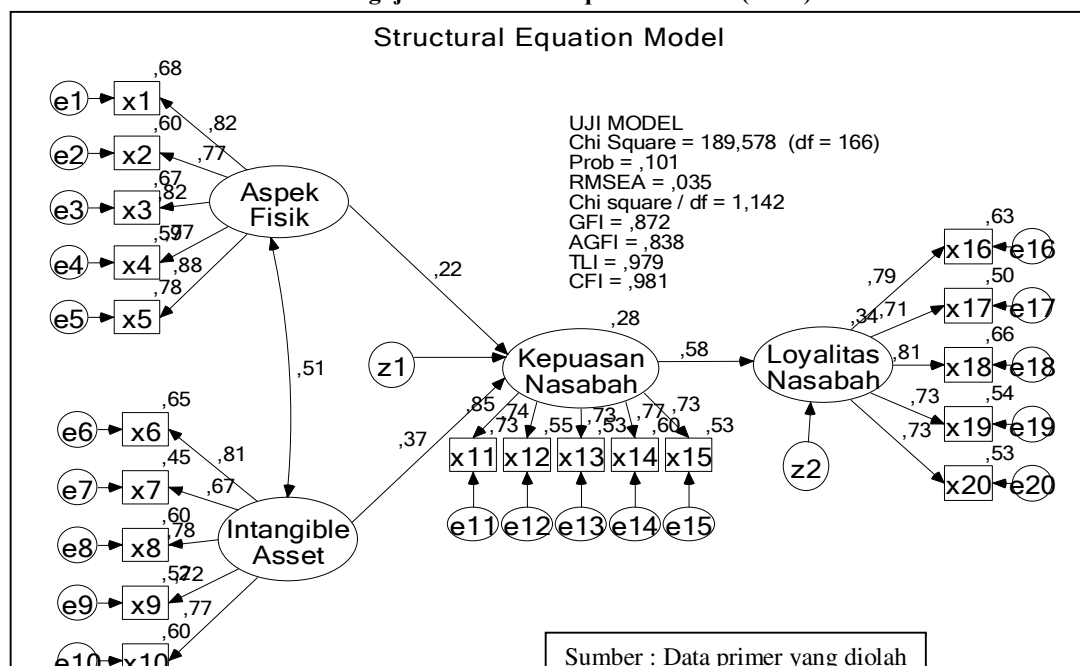 Structural Equation Model
UJI MODEL
Chi Square = 189,578 (df = 166)
Prob = ,101
RMSEA = ,035
Chi square / df = 1,142
GFI = ,872
AGFI = ,838
TLI = ,979
CFI = ,981
e1 x1 ,68 ,82
e2 x2 ,60 ,77
e3 x3 ,67 ,82
e4 x4 ,59 ,77
e5 x5 ,78 ,88
Aspek
Fisik
,22
,51
e6 x6 ,65 ,81
e7 x7 ,45 ,67
e8 x8 ,60 ,78
e9 x9 ,52 ,72
e10 x10 ,60 ,77
Intangible
Asset
,37
z1
,28
Kepuasan
Nasabah
,58
,85 ,74 ,73 ,77 ,73
,73 ,55 ,53 ,60 ,53
x11 x12 x13 x14 x15
e11 e12 e13 e14 e15
,34
Loyalitas
Nasabah
z2
,79 ,63 x16 e16
,71 ,50 x17 e17
,81 ,66 x18 e18
,73 ,54 x19 e19
,73 ,53 x20 e20
Sumber : Data primer yang diolah